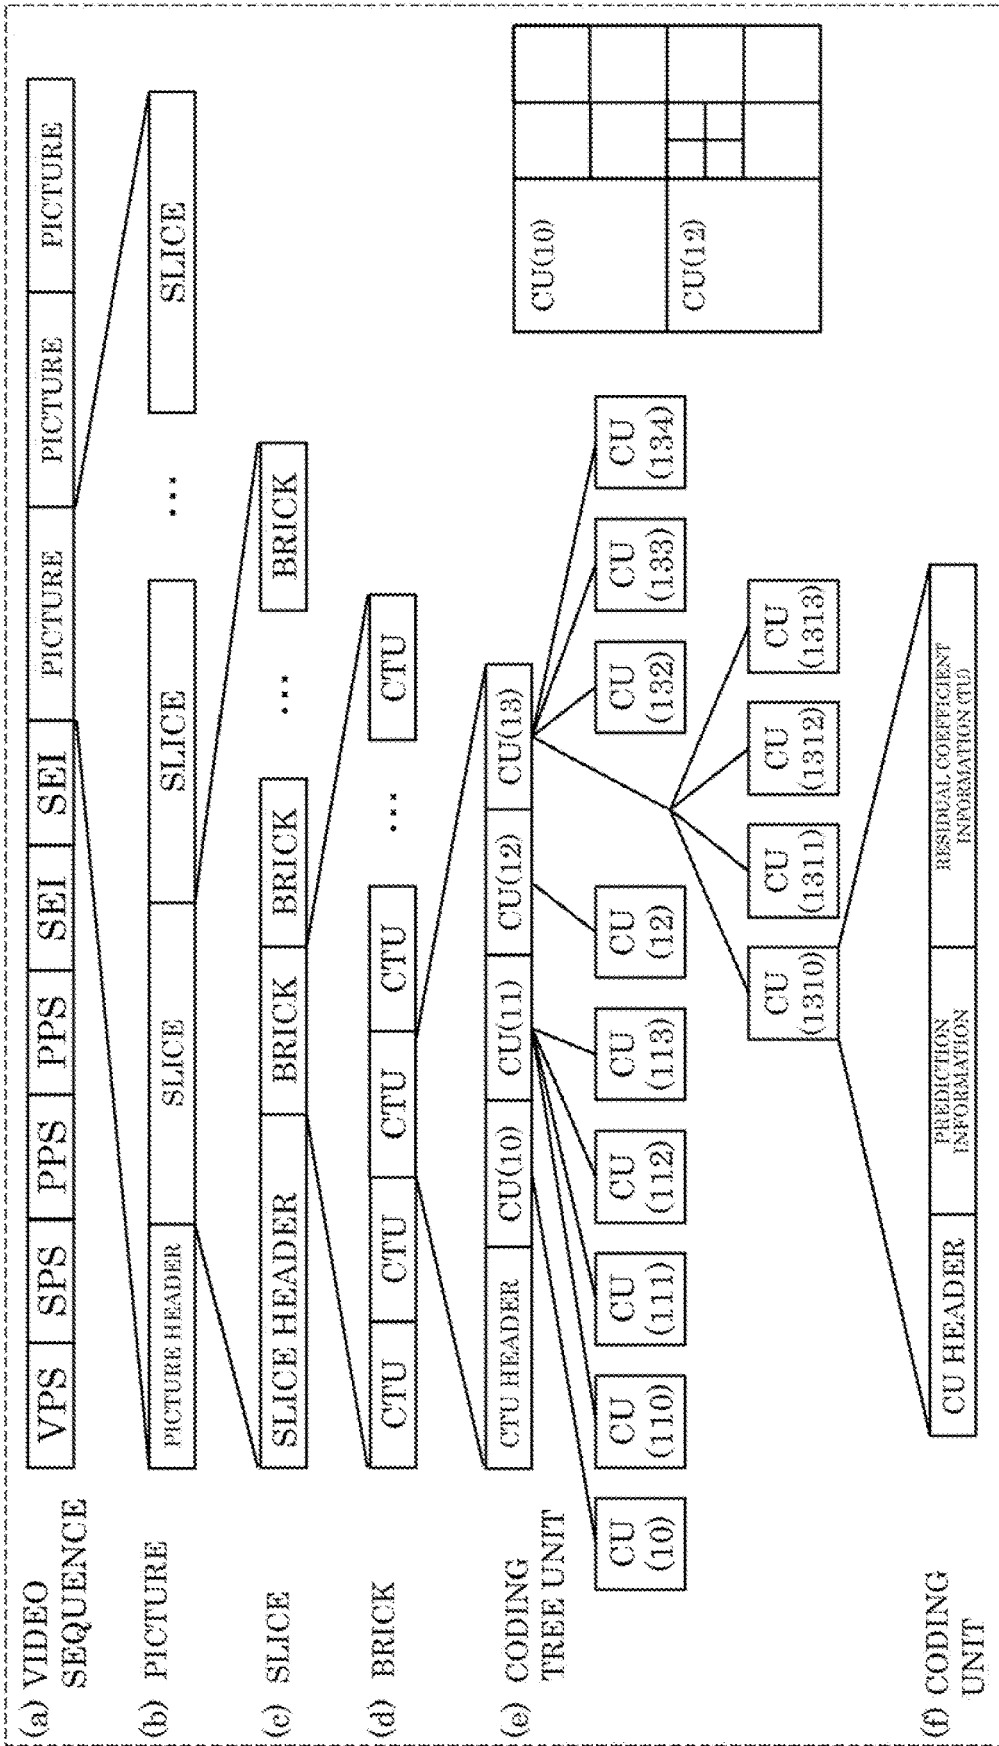 (a) VIDEO
SEQUENCE
VPS SPS PPS PPS SEI SEI PICTURE PICTURE PICTURE
(b) PICTURE
PICTURE HEADER SLICE SLICE ... SLICE
(c) SLICE
SLICE HEADER BRICK BRICK ... BRICK
(d) BRICK
CTU CTU CTU CTU ... CTU
(e) CODING
TREE UNIT
CTU HEADER CU(10) CU(11) CU(12) CU(13)
CU
(10)
CU
(110)
CU
(111)
CU
(112)
CU
(113)
CU
(12)
CU
(132)
CU
(133)
CU
(134)
CU
(1310)
CU
(1311)
CU
(1312)
CU
(1313)
CU(10)
CU(12)
(f) CODING
UNIT
CU HEADER
PREDICTION
INFORMATION
RESIDUAL COEFFICIENT
INFORMATION (TU)